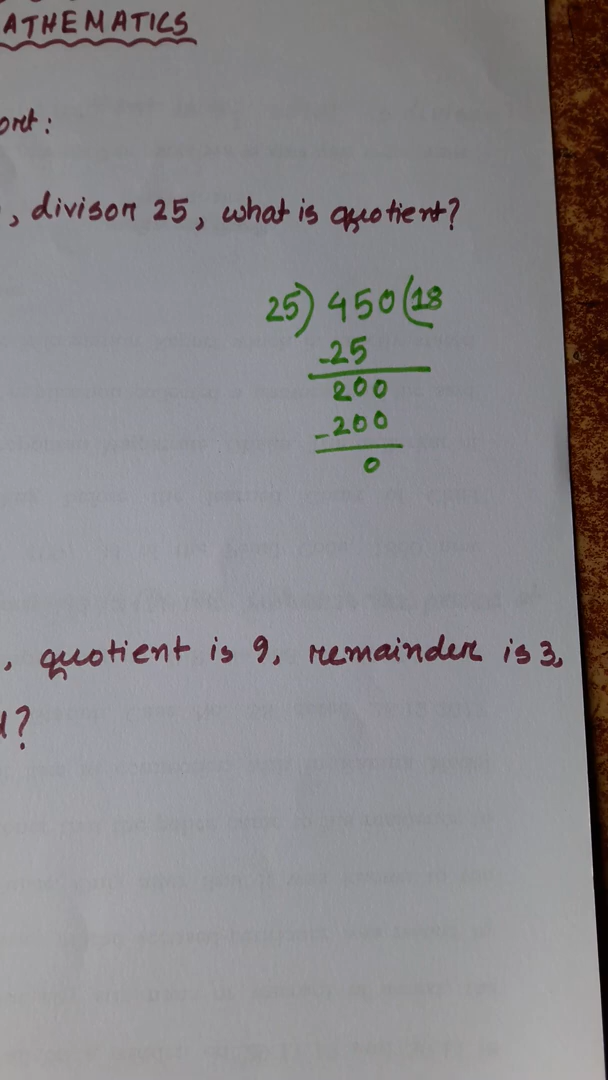 ATHEMATICS
ort:
, divison 25, what is quotient?
25) 450 (18
-25
200
-200
0
, quotient is 9, remainder is 3,
?